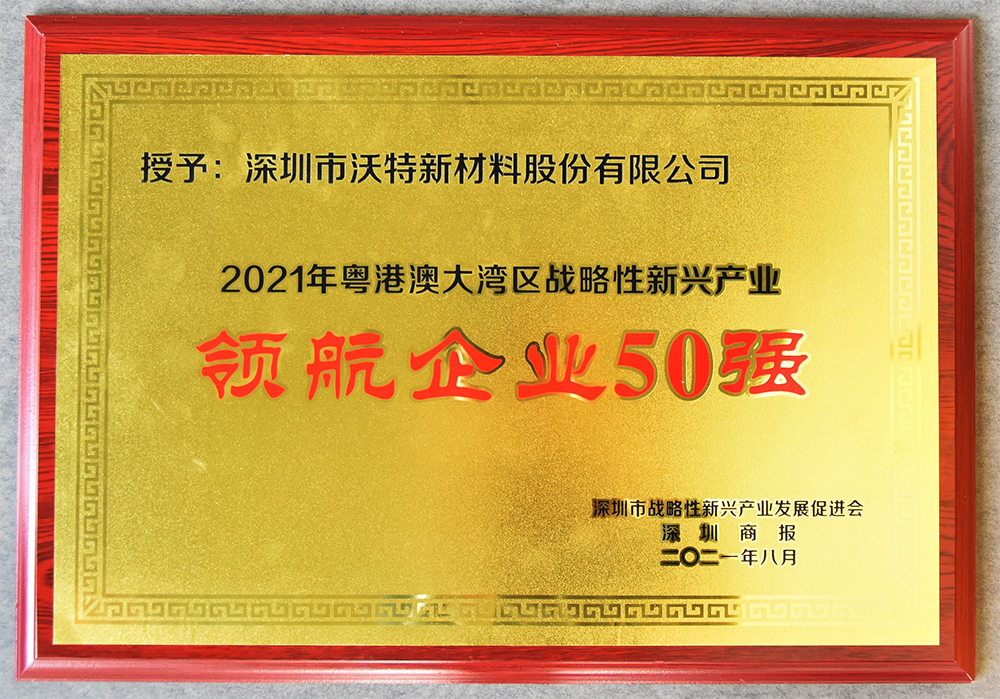 授予：深圳市沃特新材料股份有限公司
2021年粤港澳大湾区战略性新兴产业
领航企业50强
深圳市战略性新兴产业发展促进会
深圳商报
二〇二一年八月